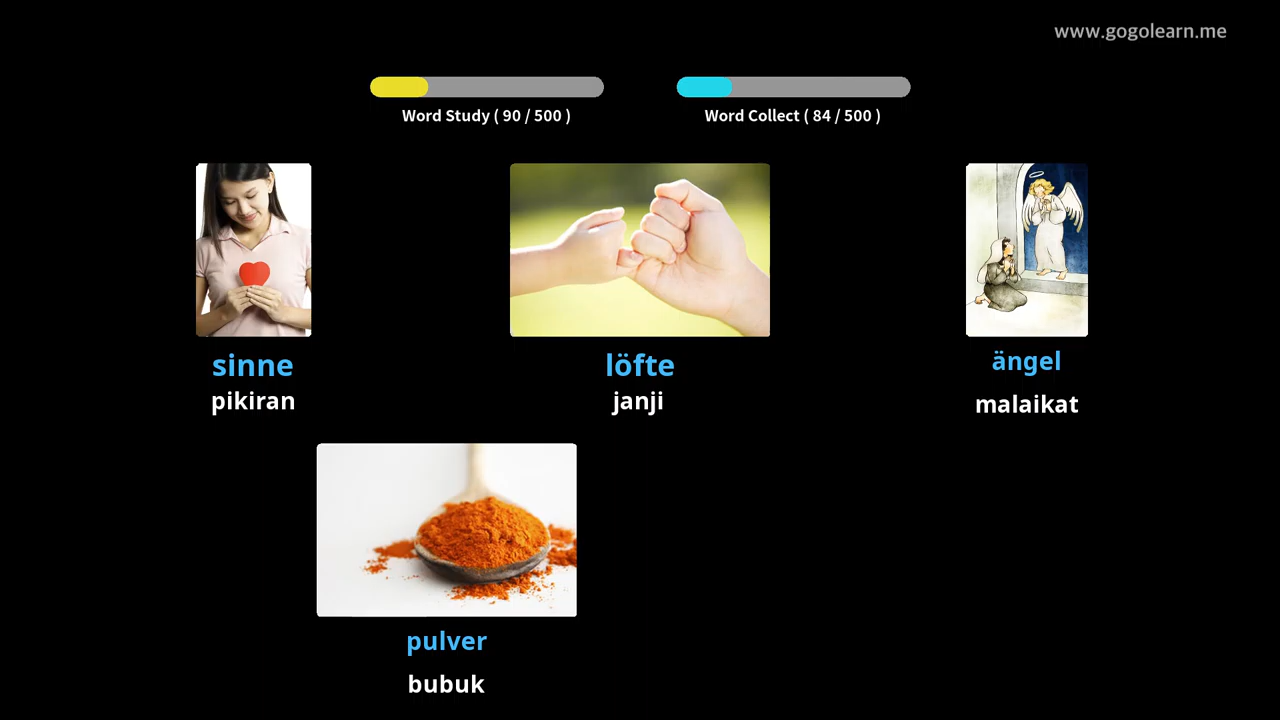 www.gogolearn.me
Word Study ( 90 / 500 )
Word Collect ( 84 / 500 )
sinne
pikiran
löfte
janji
ängel
malaikat
pulver
bubuk